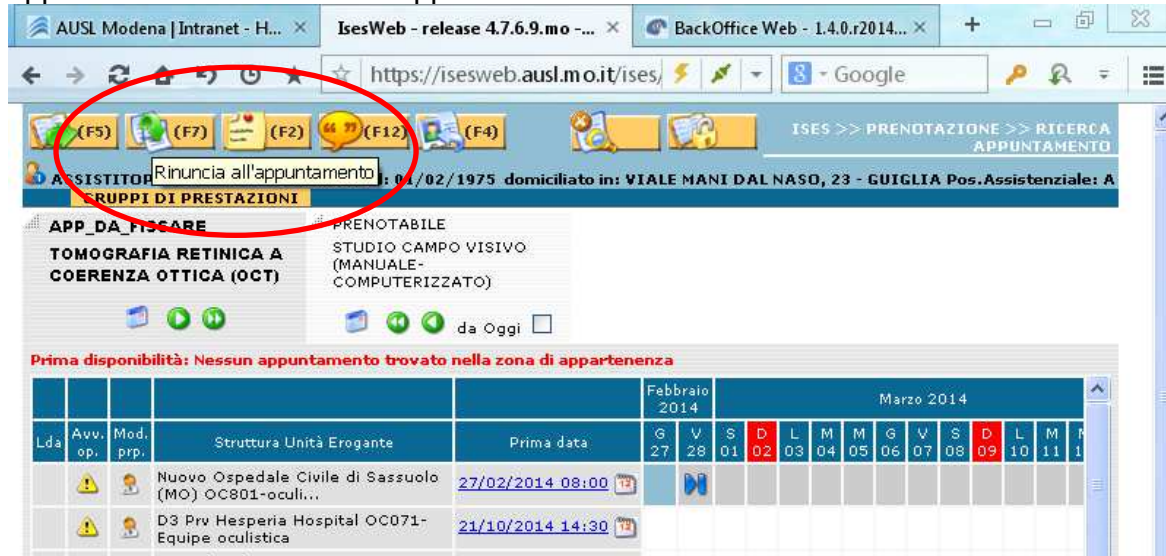 AUSL Modena | Intranet - H... ×
IsesWeb - release 4.7.6.9.mo -... ×
BackOffice Web - 1.4.0.r2014... ×
https://isesweb.ausl.mo.it/ises/
Google
(F5) (F7) (F2) (F12) (F4)
ISES >> PRENOTAZIONE >> RICERCA
APPUNTAMENTO
Rinuncia all'appuntamento
ASSISTITO : 01/02/1975 domiciliato in: VIALE MANI DAL NASO, 23 - GUIGLIA Pos.Assistenziale: A
GRUPPI DI PRESTAZIONI
APP_DA_FISSARE
TOMOGRAFIA RETINICA A
COERENZA OTTICA (OCT)
PRENOTABILE
STUDIO CAMPO VISIVO
(MANUALE-
COMPUTERIZZATO)
da Oggi
Prima disponibilità: Nessun appuntamento trovato nella zona di appartenenza
Febbraio 2014 Marzo 2014
Lda Avv. op. Mod. prp. Struttura Unità Erogante Prima data G 27 V 28 S 01 D 02 L 03 M 04 M 05 G 06 V 07 S 08 D 09 L 10 M 11
Nuovo Ospedale Civile di Sassuolo
(MO) OC801-oculi... 27/02/2014 08:00
D3 Prv Hesperia Hospital OC071-
Equipe oculistica 21/10/2014 14:30